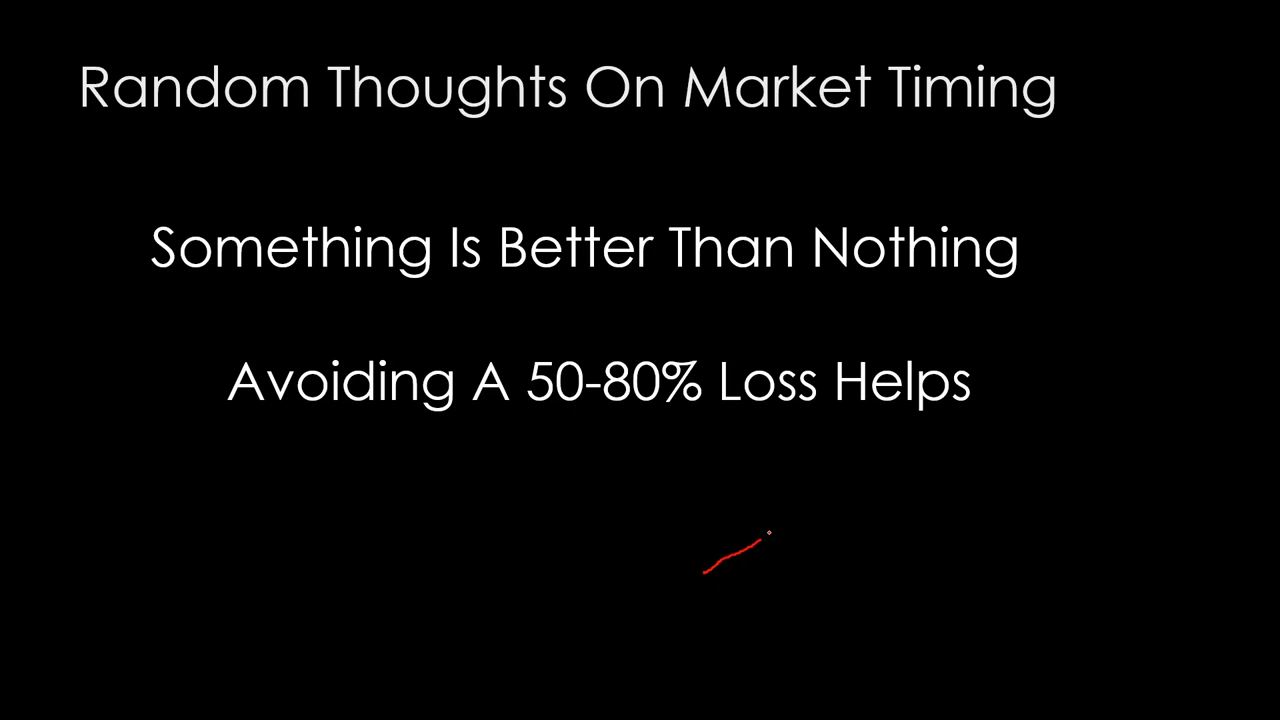 Random Thoughts On Market Timing
Something Is Better Than Nothing
Avoiding A 50-80% Loss Helps